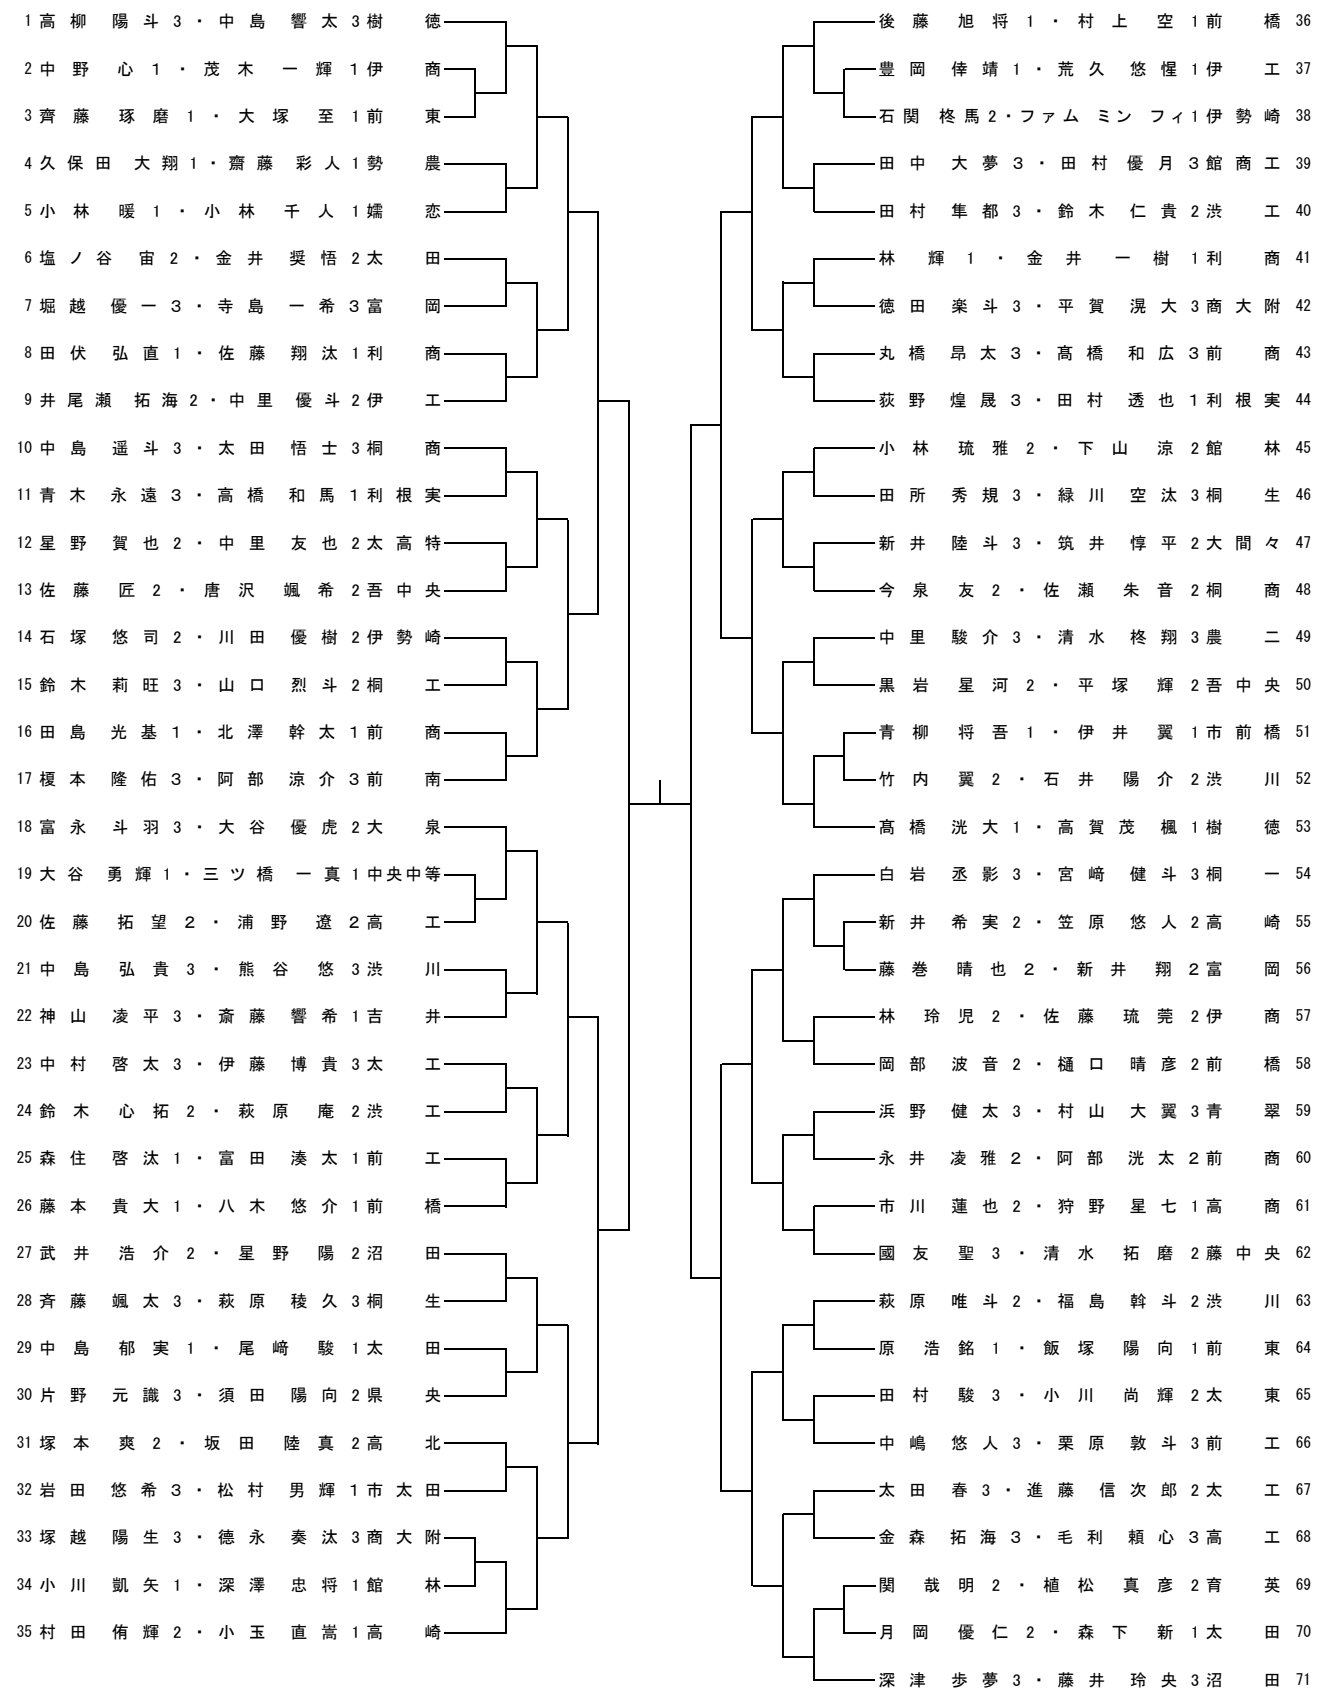 1 高柳 陽斗 3 ・ 中島 響太 3 樹徳
2 中野 心 1 ・ 茂木 一輝 1 伊商
3 齊藤 琢磨 1 ・ 大塚 至 1 前東
4 久保田 大翔 1 ・ 齋藤 彩人 1 勢農
5 小林 暖 1 ・ 小林 千人 1 嬬恋
6 塩ノ谷 宙 2 ・ 金井 奨悟 2 太田
7 堀越 優一 3 ・ 寺島 一希 3 富岡
8 田伏 弘直 1 ・ 佐藤 翔汰 1 利商
9 井尾瀬 拓海 2 ・ 中里 優斗 2 伊工
10 中島 遥斗 3 ・ 太田 悟士 3 桐商
11 青木 永遠 3 ・ 高橋 和馬 1 利根実
12 星野 賀也 2 ・ 中里 友也 2 太高特
13 佐藤 匠 2 ・ 唐沢 颯希 2 吾中央
14 石塚 悠司 2 ・ 川田 優樹 2 伊勢崎
15 鈴木 莉旺 3 ・ 山口 烈斗 2 桐工
16 田島 光基 1 ・ 北澤 幹太 1 前商
17 榎本 隆佑 3 ・ 阿部 涼介 3 前南
18 富永 斗羽 3 ・ 大谷 優虎 2 大泉
19 大谷 勇輝 1 ・ 三ツ橋 一真 1 中央中等
20 佐藤 拓望 2 ・ 浦野 遼 2 高工
21 中島 弘貴 3 ・ 熊谷 悠 3 渋川
22 神山 凌平 3 ・ 斎藤 響希 1 吉井
23 中村 啓太 3 ・ 伊藤 博貴 3 太工
24 鈴木 心拓 2 ・ 萩原 庵 2 渋工
25 森住 啓汰 1 ・ 富田 湊太 1 前工
26 藤本 貴大 1 ・ 八木 悠介 1 前橋
27 武井 浩介 2 ・ 星野 陽 2 沼田
28 斉藤 颯太 3 ・ 萩原 稜久 3 桐生
29 中島 郁実 1 ・ 尾﨑 駿 1 太田
30 片野 元識 3 ・ 須田 陽向 2 県央
31 塚本 爽 2 ・ 坂田 陸真 2 高北
32 岩田 悠希 3 ・ 松村 男輝 1 市太田
33 塚越 陽生 3 ・ 德永 奏汰 3 商大附
34 小川 凱矢 1 ・ 深澤 忠将 1 館林
35 村田 侑輝 2 ・ 小玉 直嵩 1 高崎
後藤 旭将 1 ・ 村上 空 1 前橋 36
豊岡 倖靖 1 ・ 荒久 悠惺 1 伊工 37
石関 柊馬 2 ・ ファム ミン フィ 1 伊勢崎 38
田中 大夢 3 ・ 田村 優月 3 館商工 39
田村 隼都 3 ・ 鈴木 仁貴 2 渋工 40
林 輝 1 ・ 金井 一樹 1 利商 41
徳田 楽斗 3 ・ 平賀 滉大 3 商大附 42
丸橋 昂太 3 ・ 髙橋 和広 3 前商 43
荻野 煌晟 3 ・ 田村 透也 1 利根実 44
小林 琉雅 2 ・ 下山 涼 2 館林 45
田所 秀規 3 ・ 緑川 空汰 3 桐生 46
新井 陸斗 3 ・ 筑井 惇平 2 大間々 47
今泉 友 2 ・ 佐瀬 朱音 2 桐商 48
中里 駿介 3 ・ 清水 柊翔 3 農二 49
黒岩 星河 2 ・ 平塚 輝 2 吾中央 50
青柳 将吾 1 ・ 伊井 翼 1 市前橋 51
竹内 翼 2 ・ 石井 陽介 2 渋川 52
髙橋 洸大 1 ・ 高賀茂 楓 1 樹徳 53
白岩 丞影 3 ・ 宮﨑 健斗 3 桐一 54
新井 希実 2 ・ 笠原 悠人 2 高崎 55
藤巻 晴也 2 ・ 新井 翔 2 富岡 56
林 玲児 2 ・ 佐藤 琉莞 2 伊商 57
岡部 波音 2 ・ 樋口 晴彦 2 前橋 58
浜野 健太 3 ・ 村山 大翼 3 青翠 59
永井 凌雅 2 ・ 阿部 洸太 2 前商 60
市川 蓮也 2 ・ 狩野 星七 1 高商 61
國友 聖 3 ・ 清水 拓磨 2 藤中央 62
萩原 唯斗 2 ・ 福島 斡斗 2 渋川 63
原 浩銘 1 ・ 飯塚 陽向 1 前東 64
田村 駿 3 ・ 小川 尚輝 2 太東 65
中嶋 悠人 3 ・ 栗原 敦斗 3 前工 66
太田 春 3 ・ 進藤 信次郎 2 太工 67
金森 拓海 3 ・ 毛利 頼心 3 高工 68
関 哉明 2 ・ 植松 真彦 2 育英 69
月岡 優仁 2 ・ 森下 新 1 太田 70
深津 歩夢 3 ・ 藤井 玲央 3 沼田 71